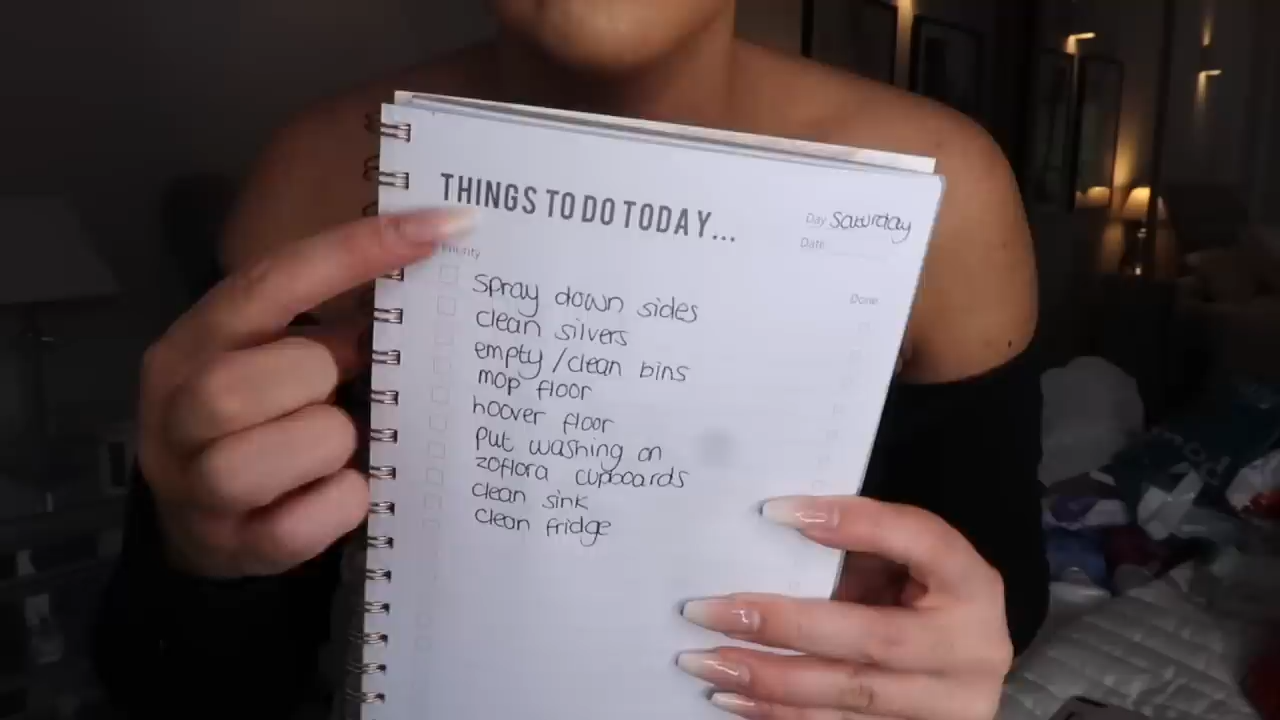 THINGS TO DO TODAY...
Day Saturday
Date
Priority
Done
spray down sides
clean silvers
empty/clean bins
mop floor
hoover floor
put washing on
zoflora cupboards
clean sink
clean fridge